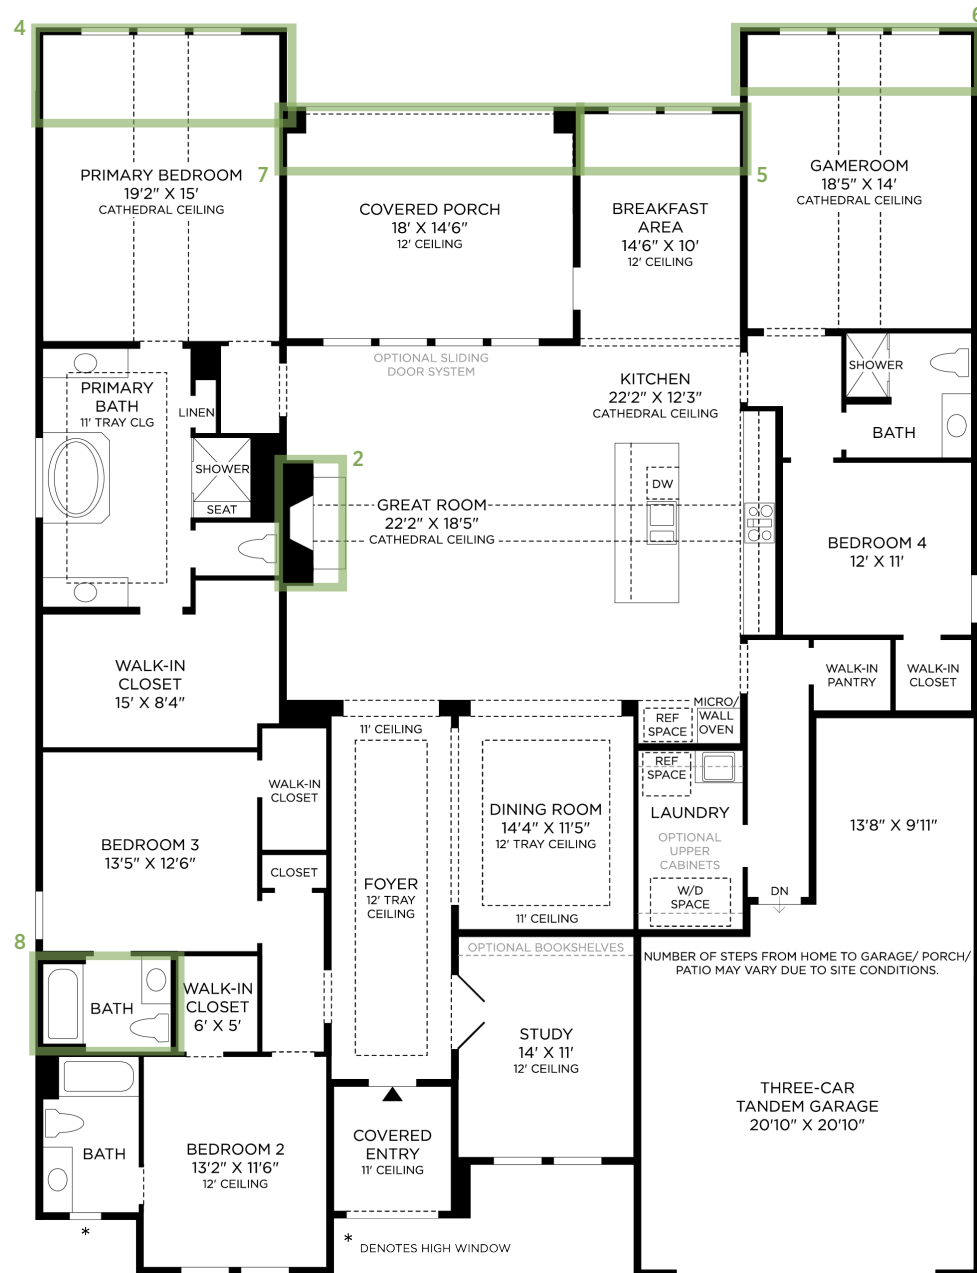 4
6
PRIMARY BEDROOM
19'2" X 15'
CATHEDRAL CEILING
7
COVERED PORCH
18' X 14'6"
12' CEILING
BREAKFAST
AREA
14'6" X 10'
12' CEILING
5
GAMEROOM
18'5" X 14'
CATHEDRAL CEILING
OPTIONAL SLIDING
DOOR SYSTEM
PRIMARY
BATH
11' TRAY CLG
LINEN
KITCHEN
22'2" X 12'3"
CATHEDRAL CEILING
SHOWER
BATH
SHOWER
SEAT
2
DW
GREAT ROOM
22'2" X 18'5"
CATHEDRAL CEILING
BEDROOM 4
12' X 11'
WALK-IN
CLOSET
15' X 8'4"
WALK-IN
PANTRY
WALK-IN
CLOSET
MICRO/
WALL
OVEN
REF
SPACE
11' CEILING
REF
SPACE
WALK-IN
CLOSET
DINING ROOM
14'4" X 11'5"
12' TRAY CEILING
LAUNDRY
OPTIONAL
UPPER
CABINETS
13'8" X 9'11"
BEDROOM 3
13'5" X 12'6"
CLOSET
FOYER
12' TRAY
CEILING
W/D
SPACE
DN
11' CEILING
8
OPTIONAL BOOKSHELVES
NUMBER OF STEPS FROM HOME TO GARAGE/ PORCH/
PATIO MAY VARY DUE TO SITE CONDITIONS.
BATH
WALK-IN
CLOSET
6' X 5'
STUDY
14' X 11'
12' CEILING
THREE-CAR
TANDEM GARAGE
20'10" X 20'10"
BATH
BEDROOM 2
13'2" X 11'6"
12' CEILING
COVERED
ENTRY
11' CEILING
*
* DENOTES HIGH WINDOW